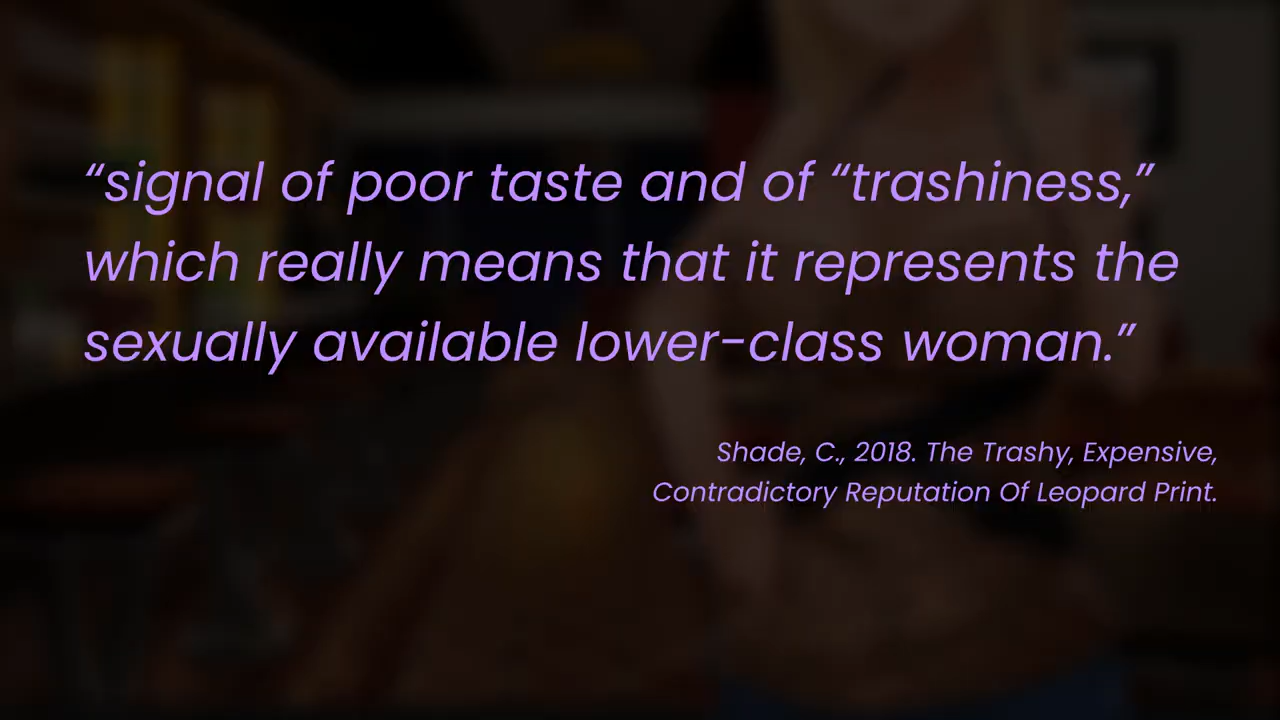 “signal of poor taste and of “trashiness,”
which really means that it represents the
sexually available lower-class woman.”
Shade, C., 2018. The Trashy, Expensive,
Contradictory Reputation Of Leopard Print.